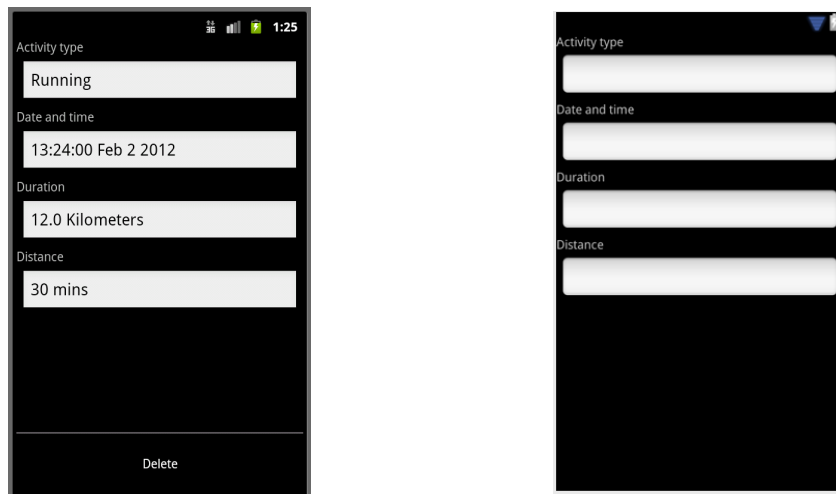 3G 1:25
Activity type
Running
Date and time
13:24:00 Feb 2 2012
Duration
12.0 Kilometers
Distance
30 mins
Delete
Activity type
Date and time
Duration
Distance